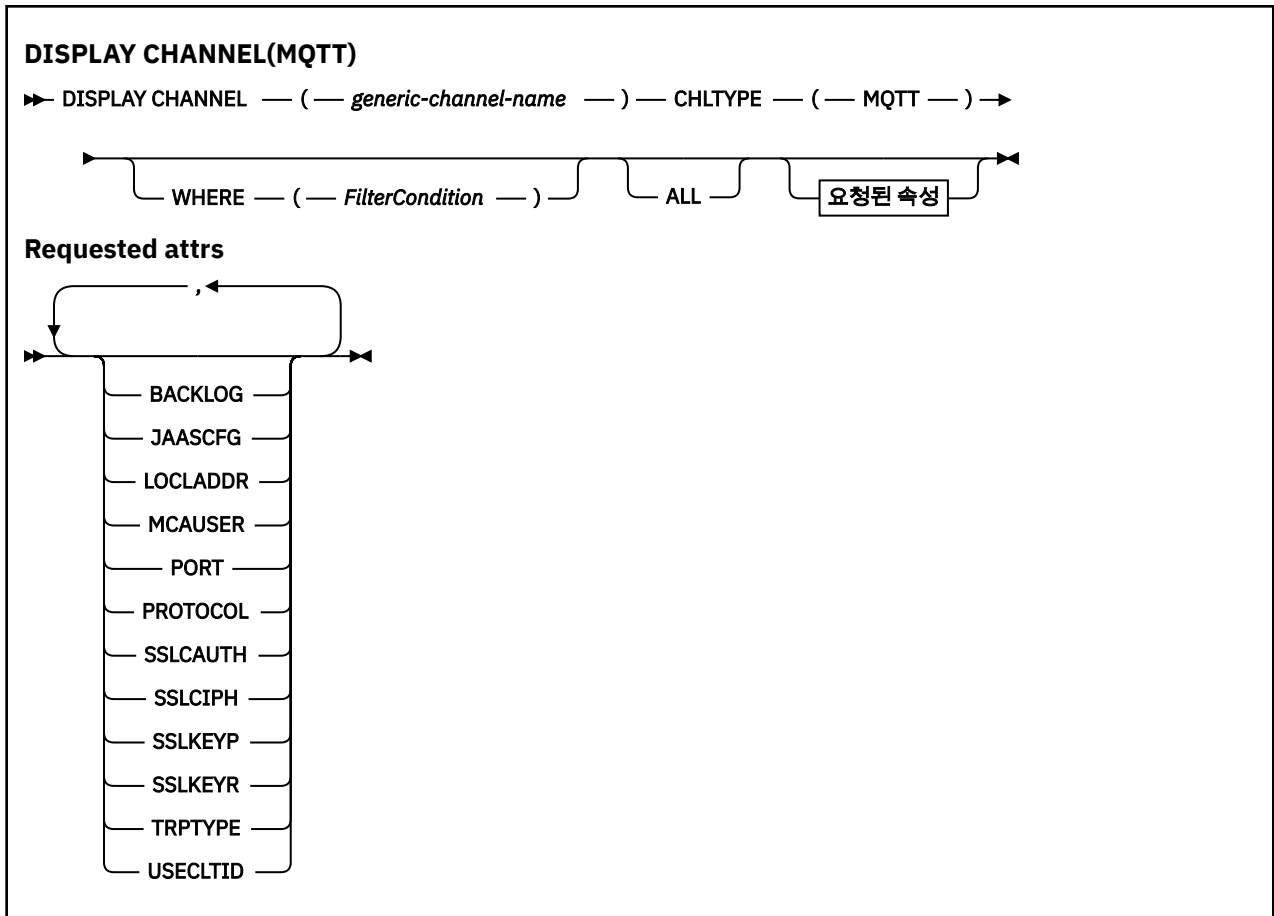 DISPLAY CHANNEL(MQTT)
DISPLAY CHANNEL ( generic-channel-name ) CHLTYPE ( MQTT )
WHERE ( FilterCondition ) ALL 요청된 속성
Requested attrs
,
BACKLOG
JAASCFG
LOCLADDR
MCAUSER
PORT
PROTOCOL
SSLCAUTH
SSLCIPH
SSLKEYP
SSLKEYR
TRPTYPE
USECLTID